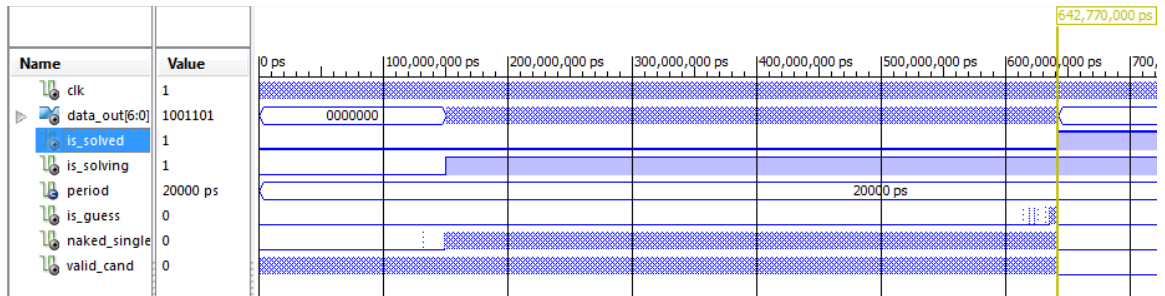 642,770,000 ps
Name Value 0 ps 100,000,000 ps 200,000,000 ps 300,000,000 ps 400,000,000 ps 500,000,000 ps 600,000,000 ps 700,
clk 1
data_out[6:0] 1001101 0000000
is_solved 1
is_solving 1
period 20000 ps 20000 ps
is_guess 0
naked_single 0
valid_cand 0